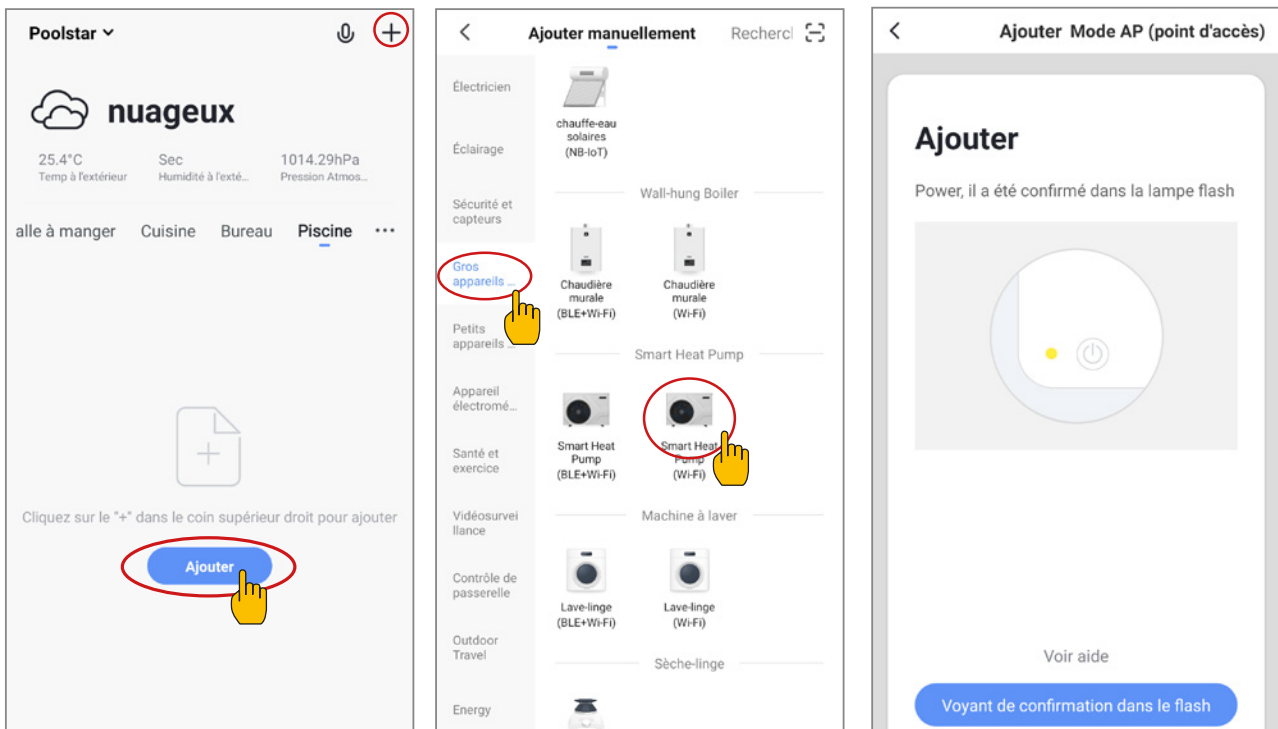 Poolstar
nuageux
25.4°C Sec 1014.29hPa
Temp à l'extérieur Humidité à l'exté... Pression Atmos...
alle à manger Cuisine Bureau Piscine
Cliquez sur le "+" dans le coin supérieur droit pour ajouter
Ajouter
Ajouter manuellement Recherc
Électricien
Éclairage
Sécurité et
capteurs
Gros
appareils ...
Petits
appareils ...
Appareil
électromé...
Santé et
exercice
Vidéosurvei
llance
Contrôle de
passerelle
Outdoor
Travel
Energy
chauffe-eau
solaires
(NB-IoT)
Wall-hung Boiler
Chaudière
murale
(BLE+Wi-Fi)
Chaudière
murale
(Wi-Fi)
Smart Heat Pump
Smart Heat
Pump
(BLE+Wi-Fi)
Smart Heat
Pump
(Wi-Fi)
Machine à laver
Lave-linge
(BLE+Wi-Fi)
Lave-linge
(Wi-Fi)
Sèche-linge
Ajouter Mode AP (point d'accès)
Ajouter
Power, il a été confirmé dans la lampe flash
Voir aide
Voyant de confirmation dans le flash